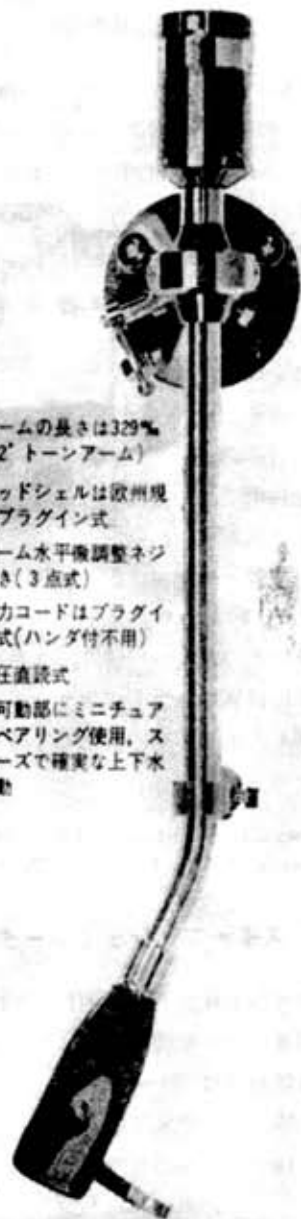 ームの長さは329㎜
2″トーンアーム)
ッドシェルは欧州規
プラグイン式
ーム水平度調整ネジ
き(3点式)
力コードはプラグイ
式(ハンダ付不用)
圧直読式
可動部にミニチュア
ベアリング使用，ス
ーズで確実な上下水
動